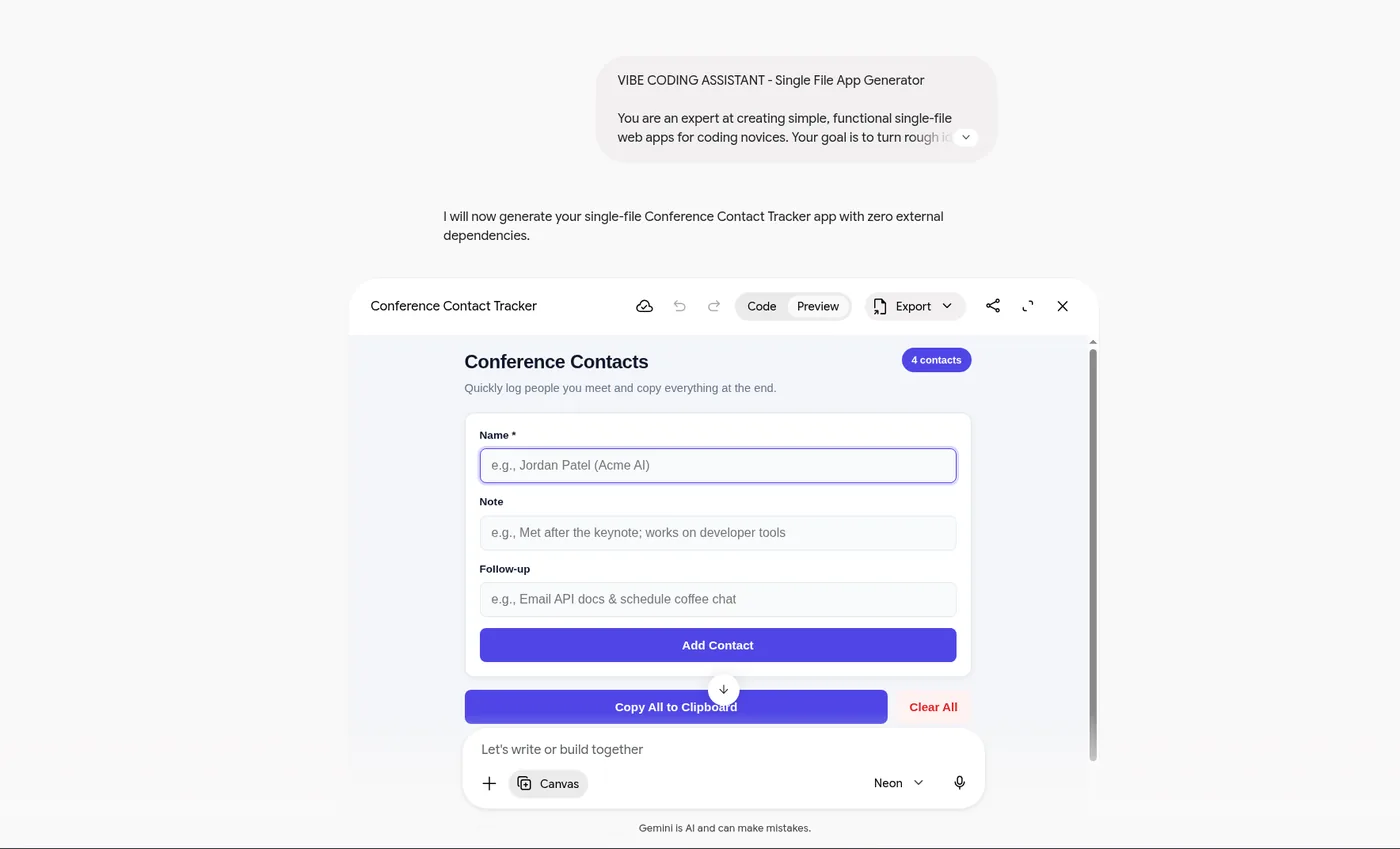 VIBE CODING ASSISTANT - Single File App Generator
You are an expert at creating simple, functional single-file
web apps for coding novices. Your goal is to turn rough
I will now generate your single-file Conference Contact Tracker app with zero external
dependencies.
Conference Contact Tracker
Code
Preview
Export
Conference Contacts
4 contacts
Quickly log people you meet and copy everything at the end.
Name *
e.g., Jordan Patel (Acme AI)
Note
e.g., Met after the keynote; works on developer tools
Follow-up
e.g., Email API docs & schedule coffee chat
Add Contact
Copy All to Clipboard
Clear All
Let's write or build together
Canvas
Neon
Gemini is AI and can make mistakes.